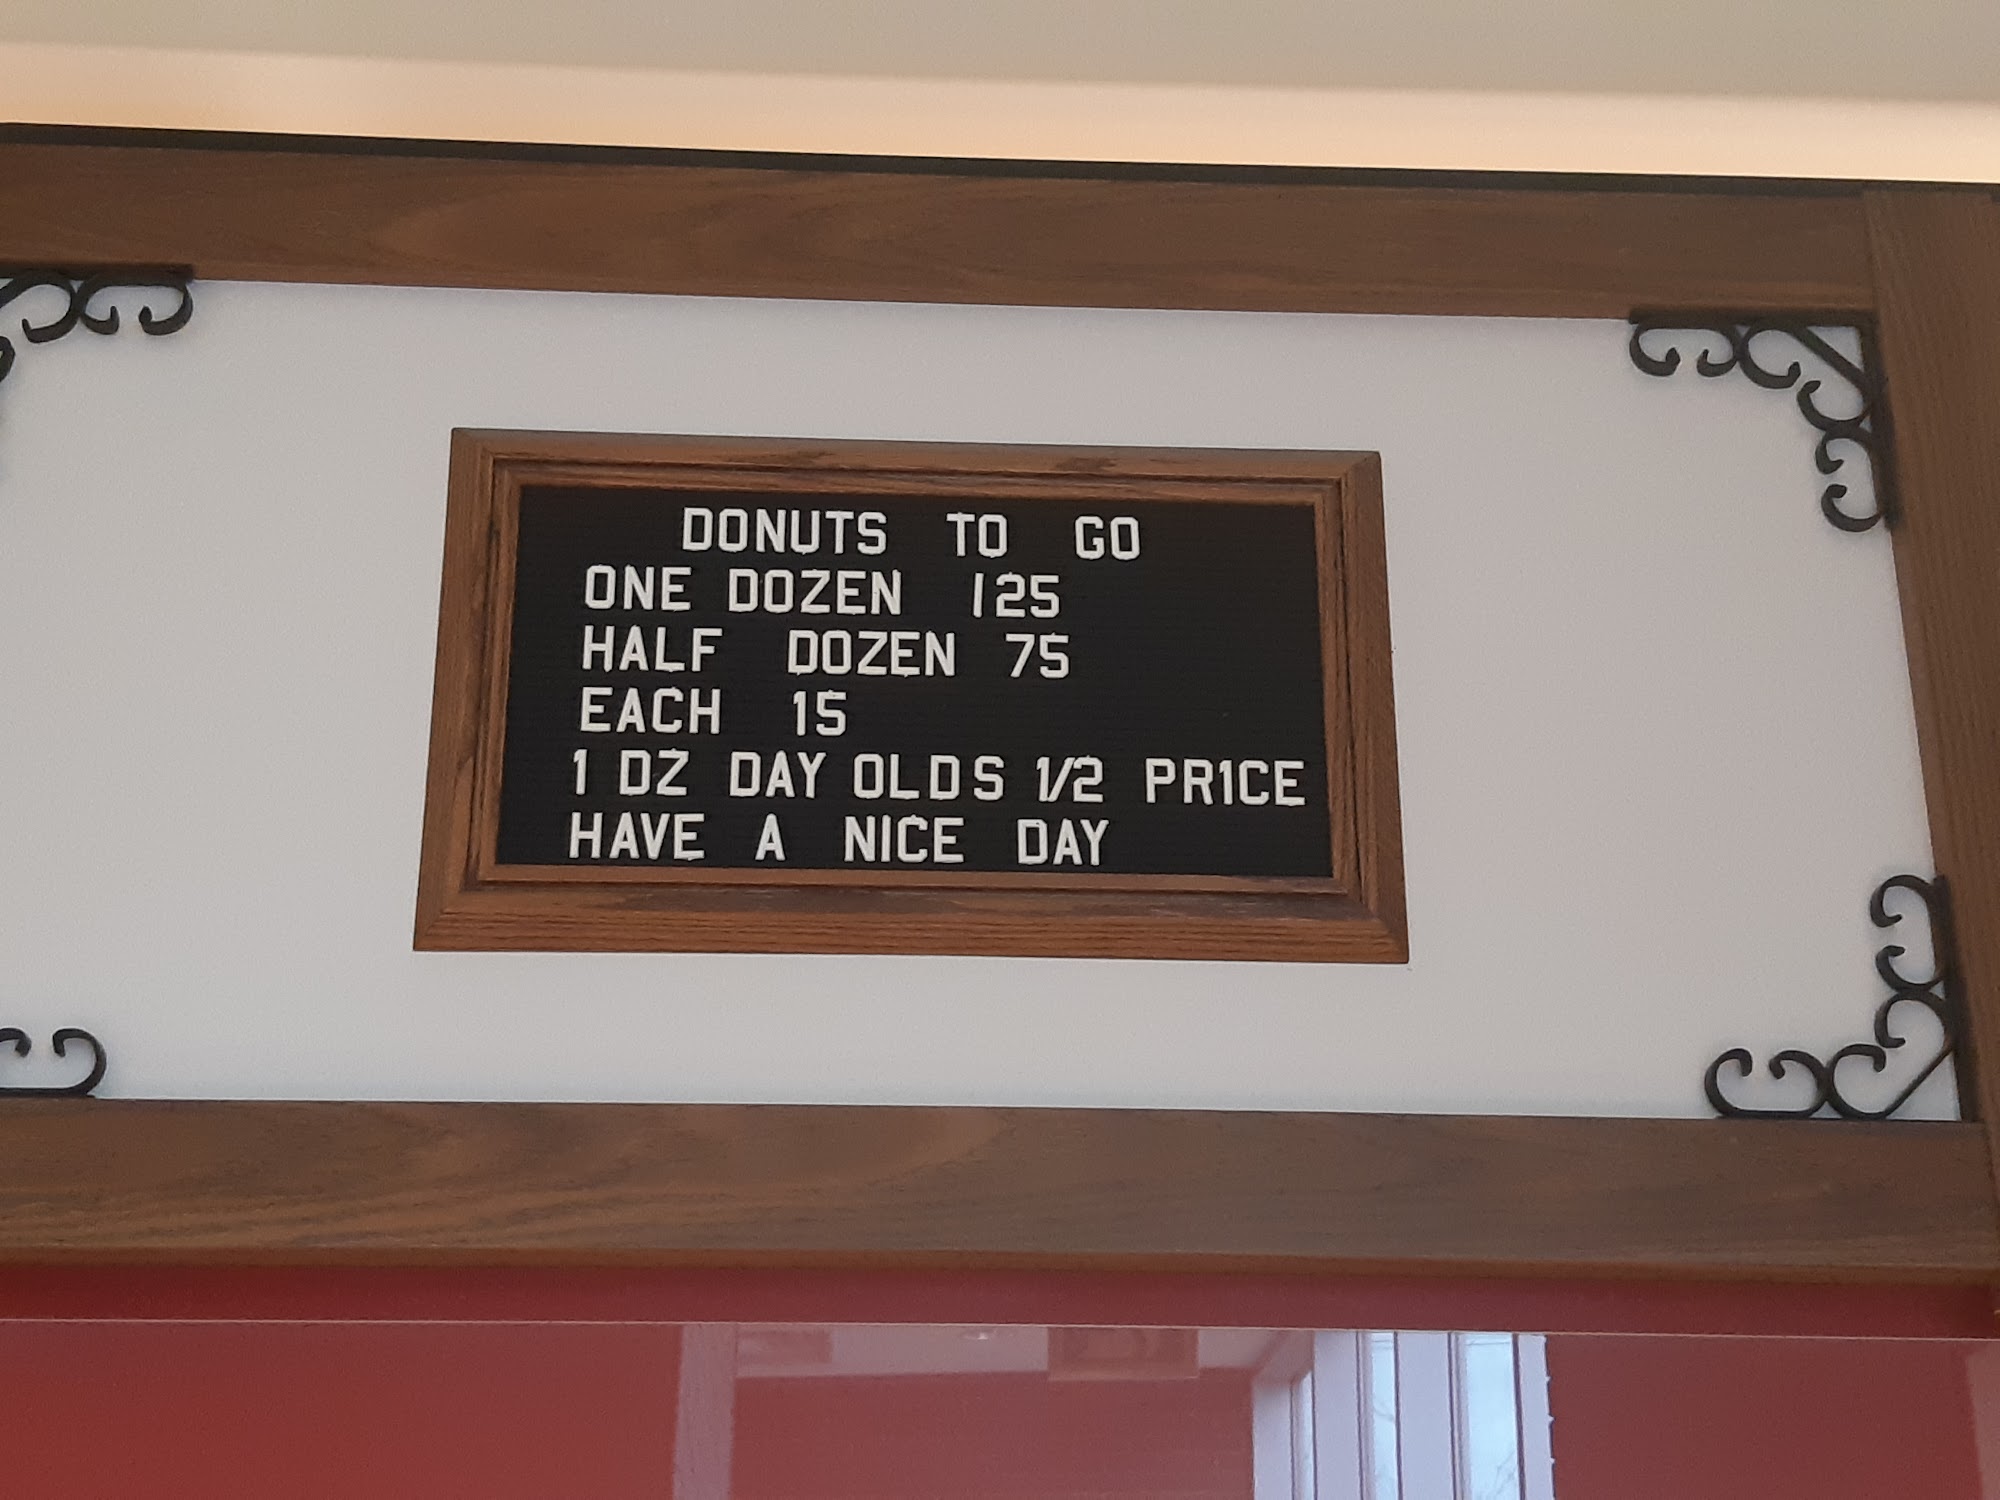 DONUTS TO GO
ONE DOZEN 125
HALF DOZEN 75
EACH 15
1 DZ DAY OLDS 1/2 PRICE
HAVE A NICE DAY